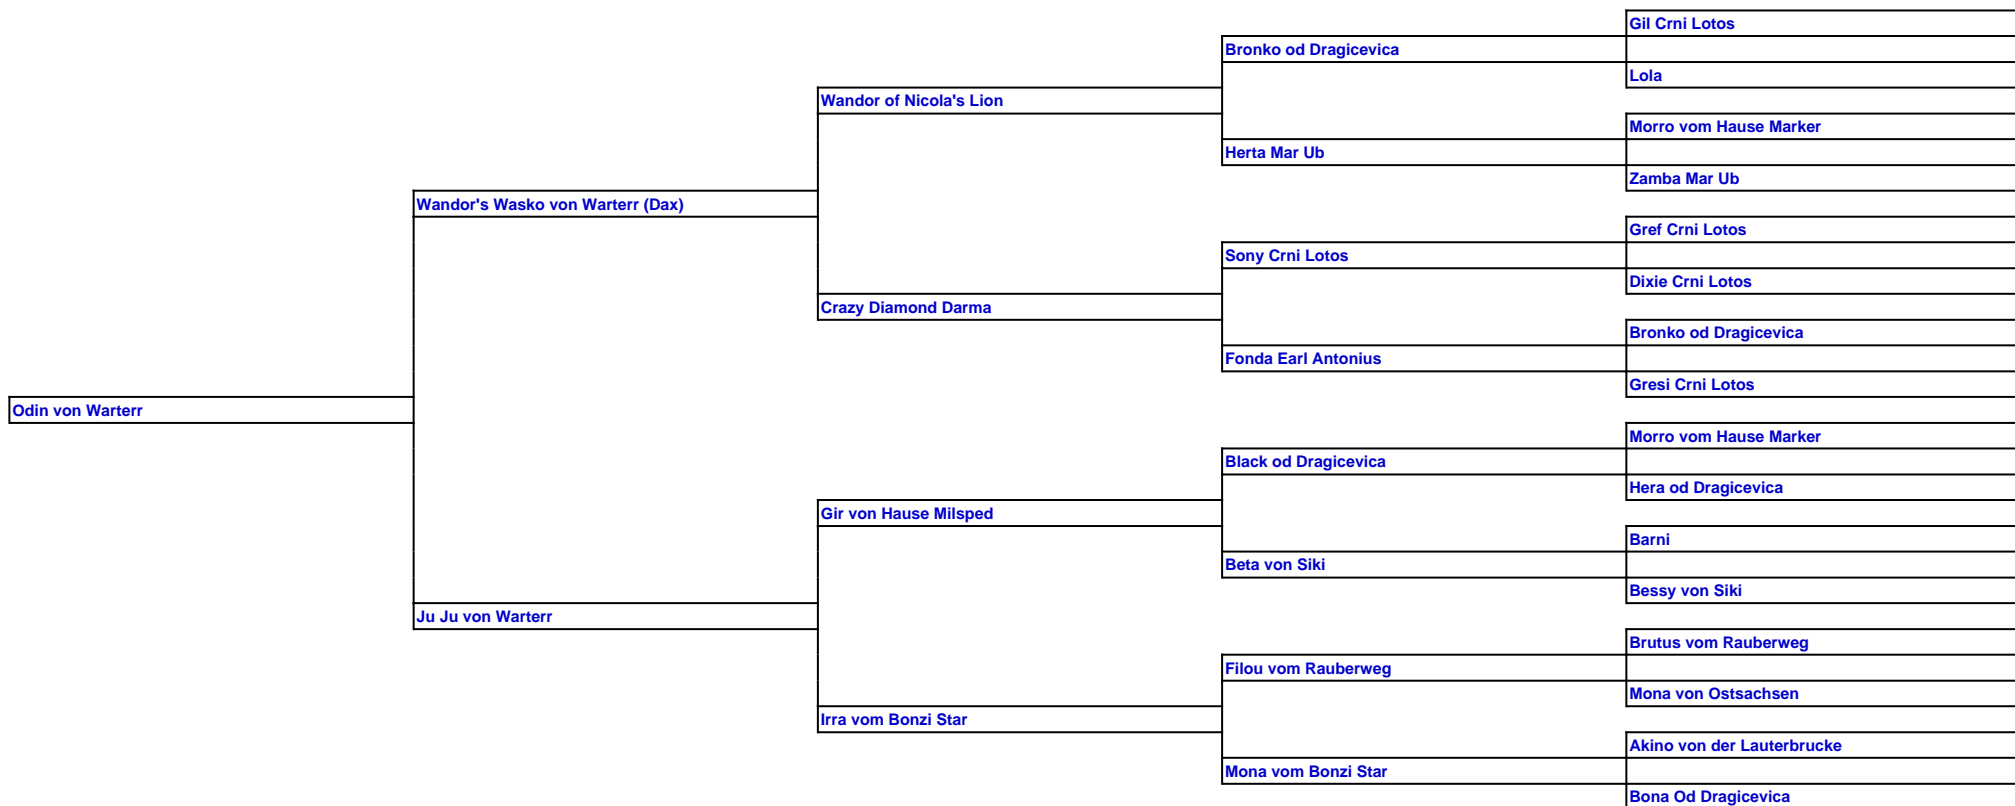 Gil Crni Lotos
Bronko od Dragicevica
Lola
Wandor of Nicola's Lion
Morro vom Hause Marker
Herta Mar Ub
Zamba Mar Ub
Wandor's Wasko von Warterr (Dax)
Gref Crni Lotos
Sony Crni Lotos
Dixie Crni Lotos
Crazy Diamond Darma
Bronko od Dragicevica
Fonda Earl Antonius
Gresi Crni Lotos
Odin von Warterr
Morro vom Hause Marker
Black od Dragicevica
Hera od Dragicevica
Gir von Hause Milsped
Barni
Beta von Siki
Bessy von Siki
Ju Ju von Warterr
Brutus vom Rauberweg
Filou vom Rauberweg
Mona von Ostsachsen
Irra vom Bonzi Star
Akino von der Lauterbrucke
Mona vom Bonzi Star
Bona Od Dragicevica